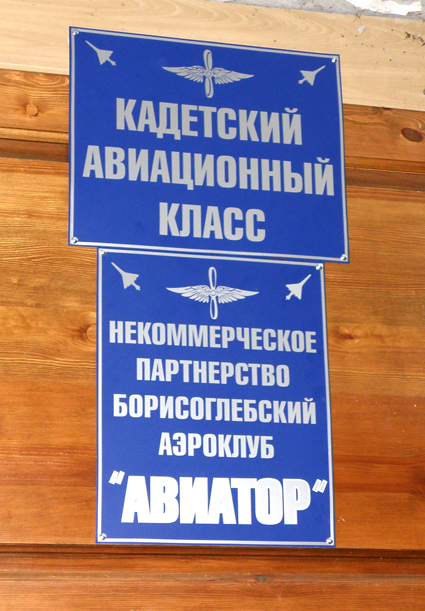 КАДЕТСКИЙ
АВИАЦИОННЫЙ
КЛАСС
НЕКОММЕРЧЕСКОЕ
ПАРТНЕРСТВО
БОРИСОГЛЕБСКИЙ
АЭРОКЛУБ
"АВИАТОР"